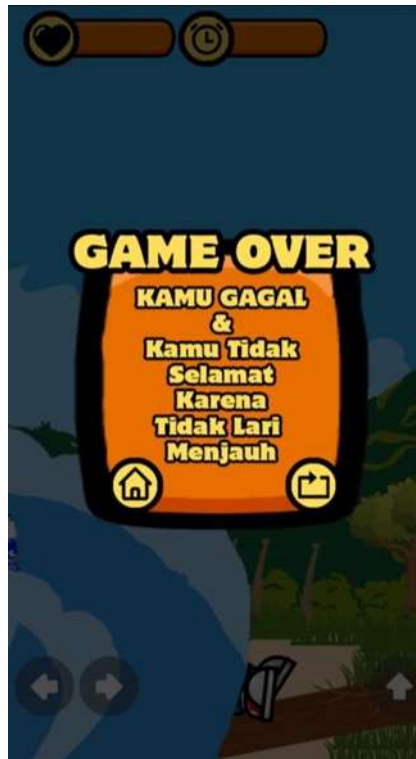 GAME OVER
KAMU GAGAL
&
Kamu Tidak
Selamat
Karena
Tidak Lari
Menjauh